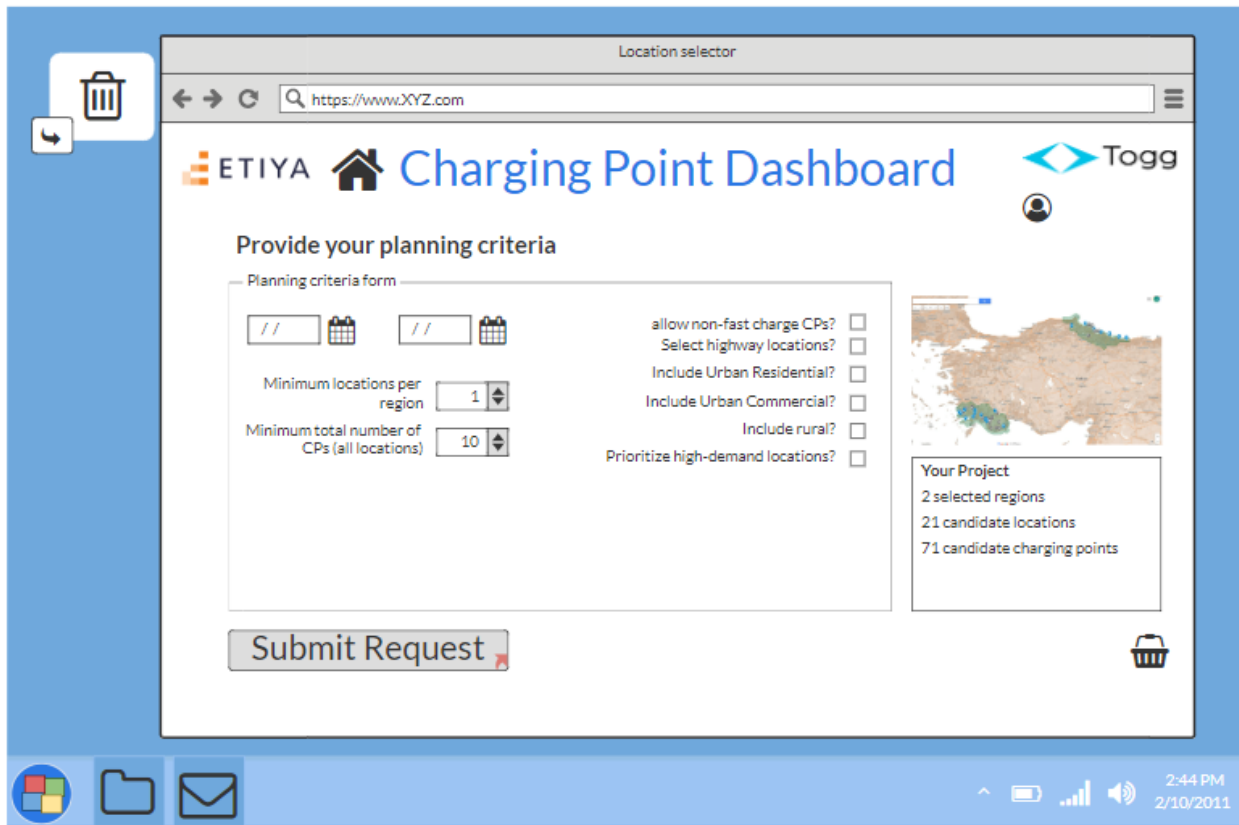 Location selector
https://www.XYZ.com
ETIYA
Charging Point Dashboard
Togg
Provide your planning criteria
Planning criteria form
/ /
/ /
Minimum locations per
region
1
Minimum total number of
CPs (all locations)
10
allow non-fast charge CPs?
Select highway locations?
Include Urban Residential?
Include Urban Commercial?
Include rural?
Prioritize high-demand locations?
Your Project
2 selected regions
21 candidate locations
71 candidate charging points
Submit Request
2:44 PM
2/10/2011